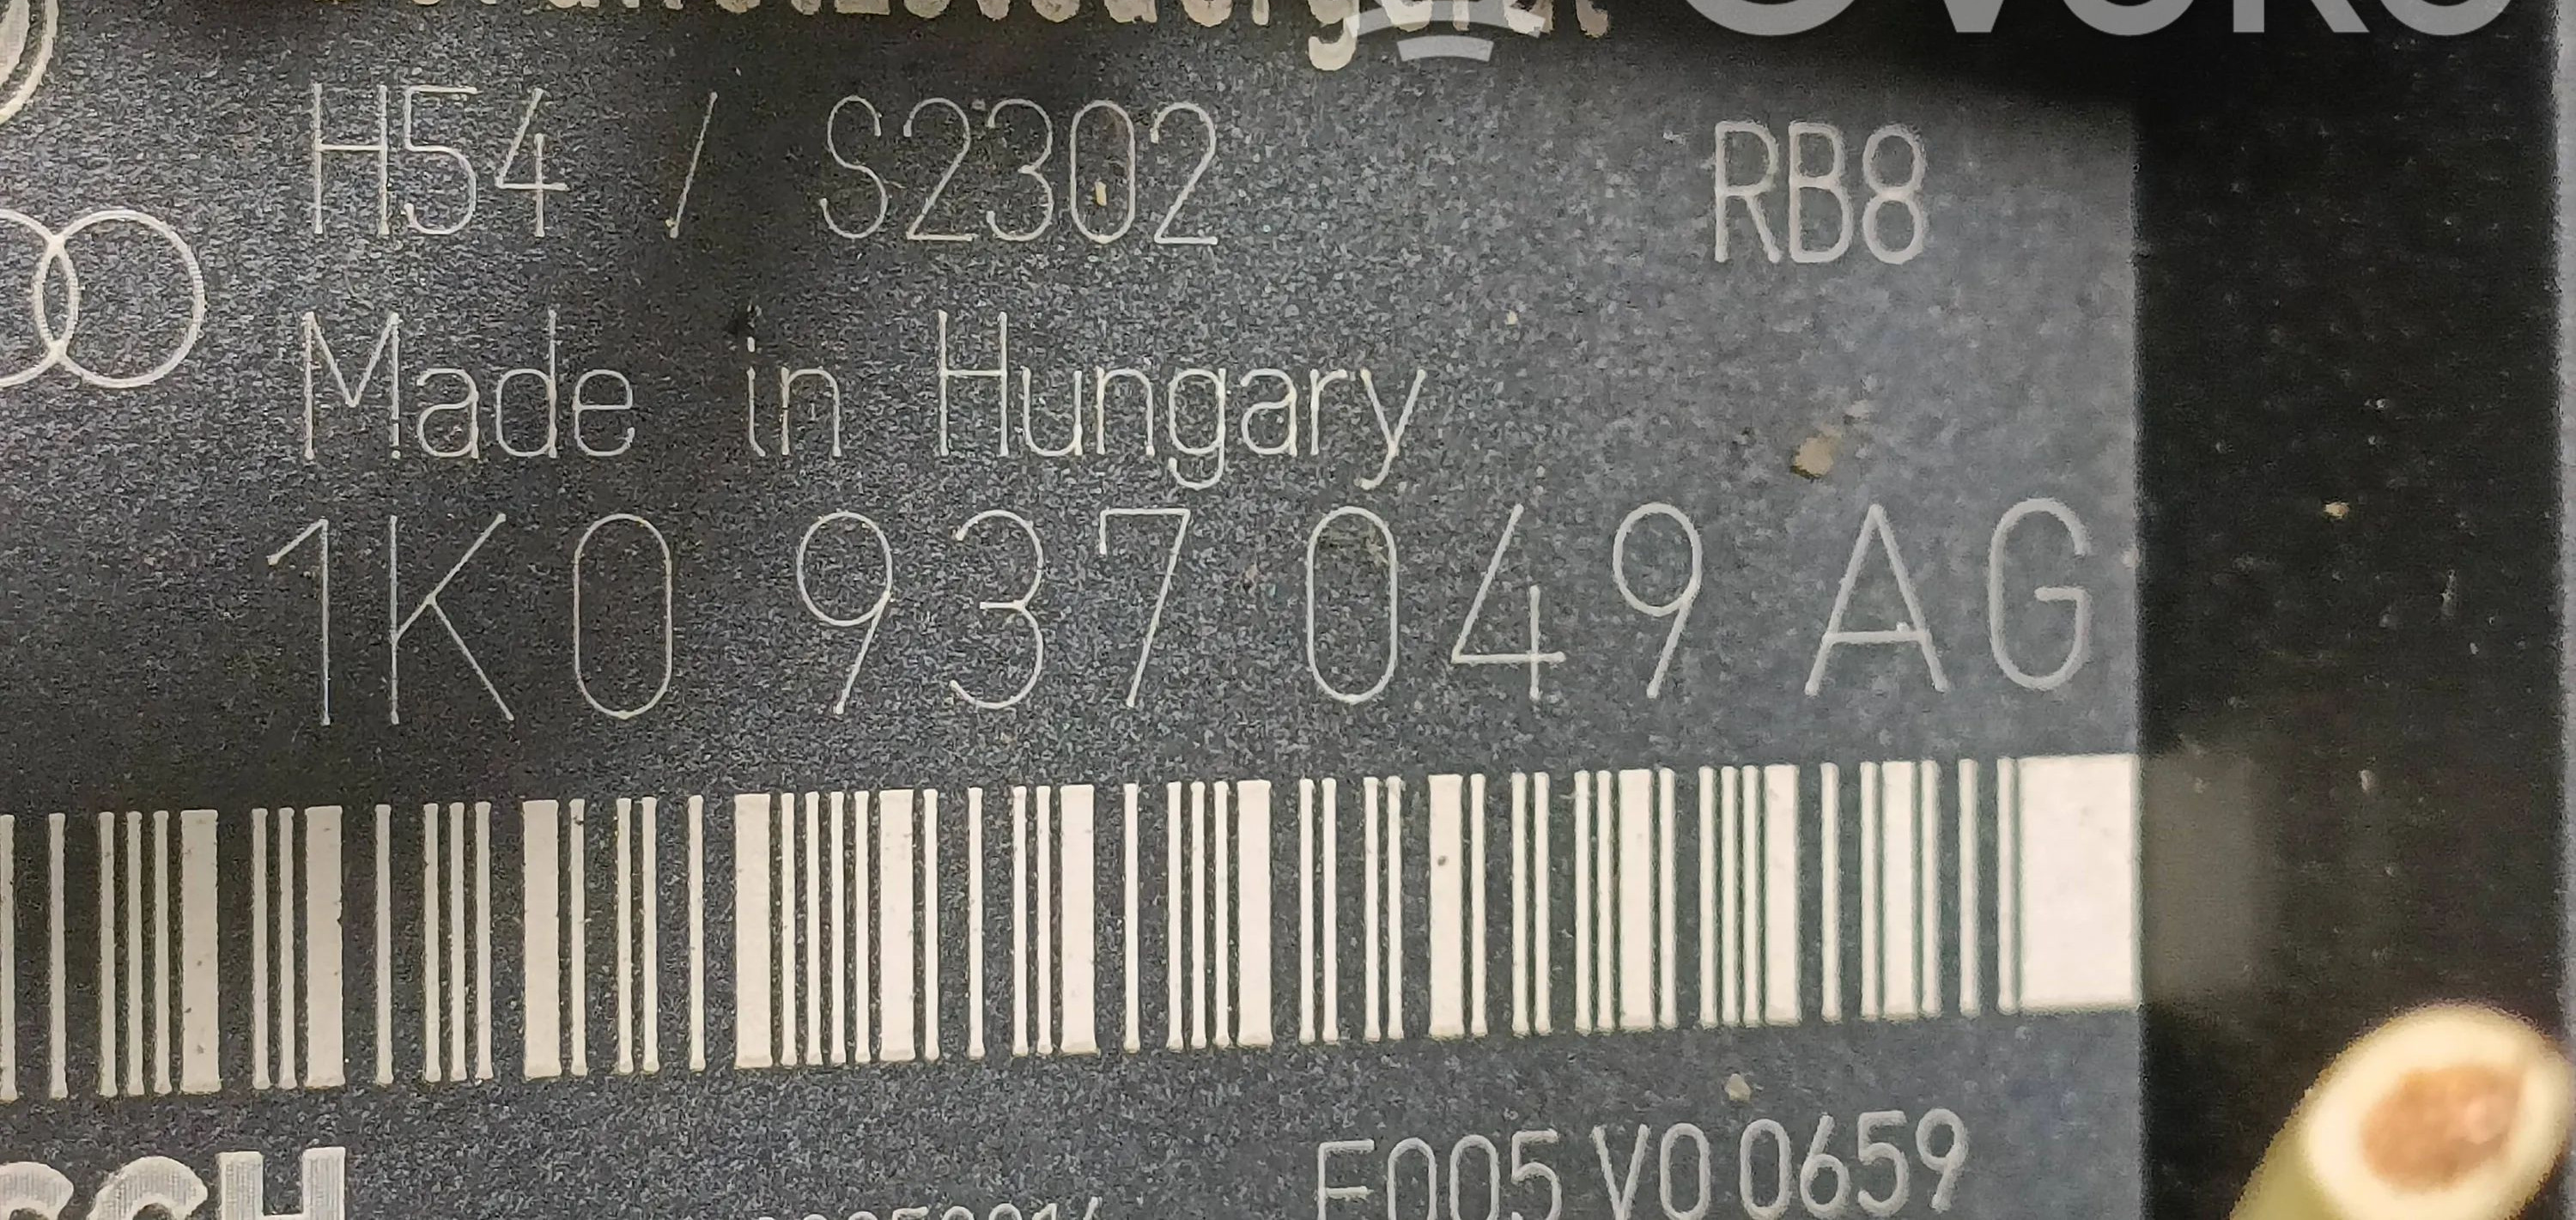 H54 / S2302 RB8
Made in Hungary
1K0 937 049 AG
F005 V0 0659